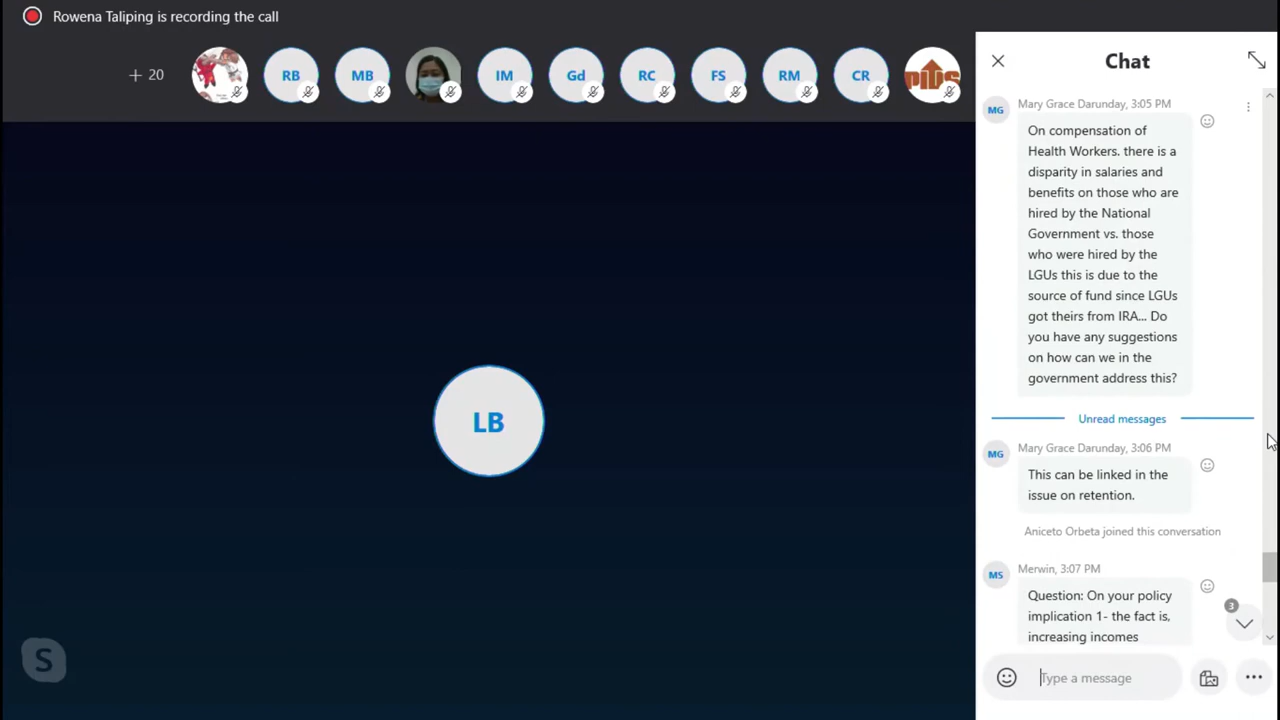 Rowena Taliping is recording the call
+ 20
RB
MB
IM
Gd
RC
FS
RM
CR
PIDS
LB
S
Chat
MG
Mary Grace Darunday, 3:05 PM
On compensation of
Health Workers. there is a
disparity in salaries and
benefits on those who are
hired by the National
Government vs. those
who were hired by the
LGUs this is due to the
source of fund since LGUs
got theirs from IRA... Do
you have any suggestions
on how can we in the
government address this?
Unread messages
MG
Mary Grace Darunday, 3:06 PM
This can be linked in the
issue on retention.
Aniceto Orbeta joined this conversation
MS
Merwin, 3:07 PM
Question: On your policy
implication 1- the fact is,
increasing incomes
3
Type a message